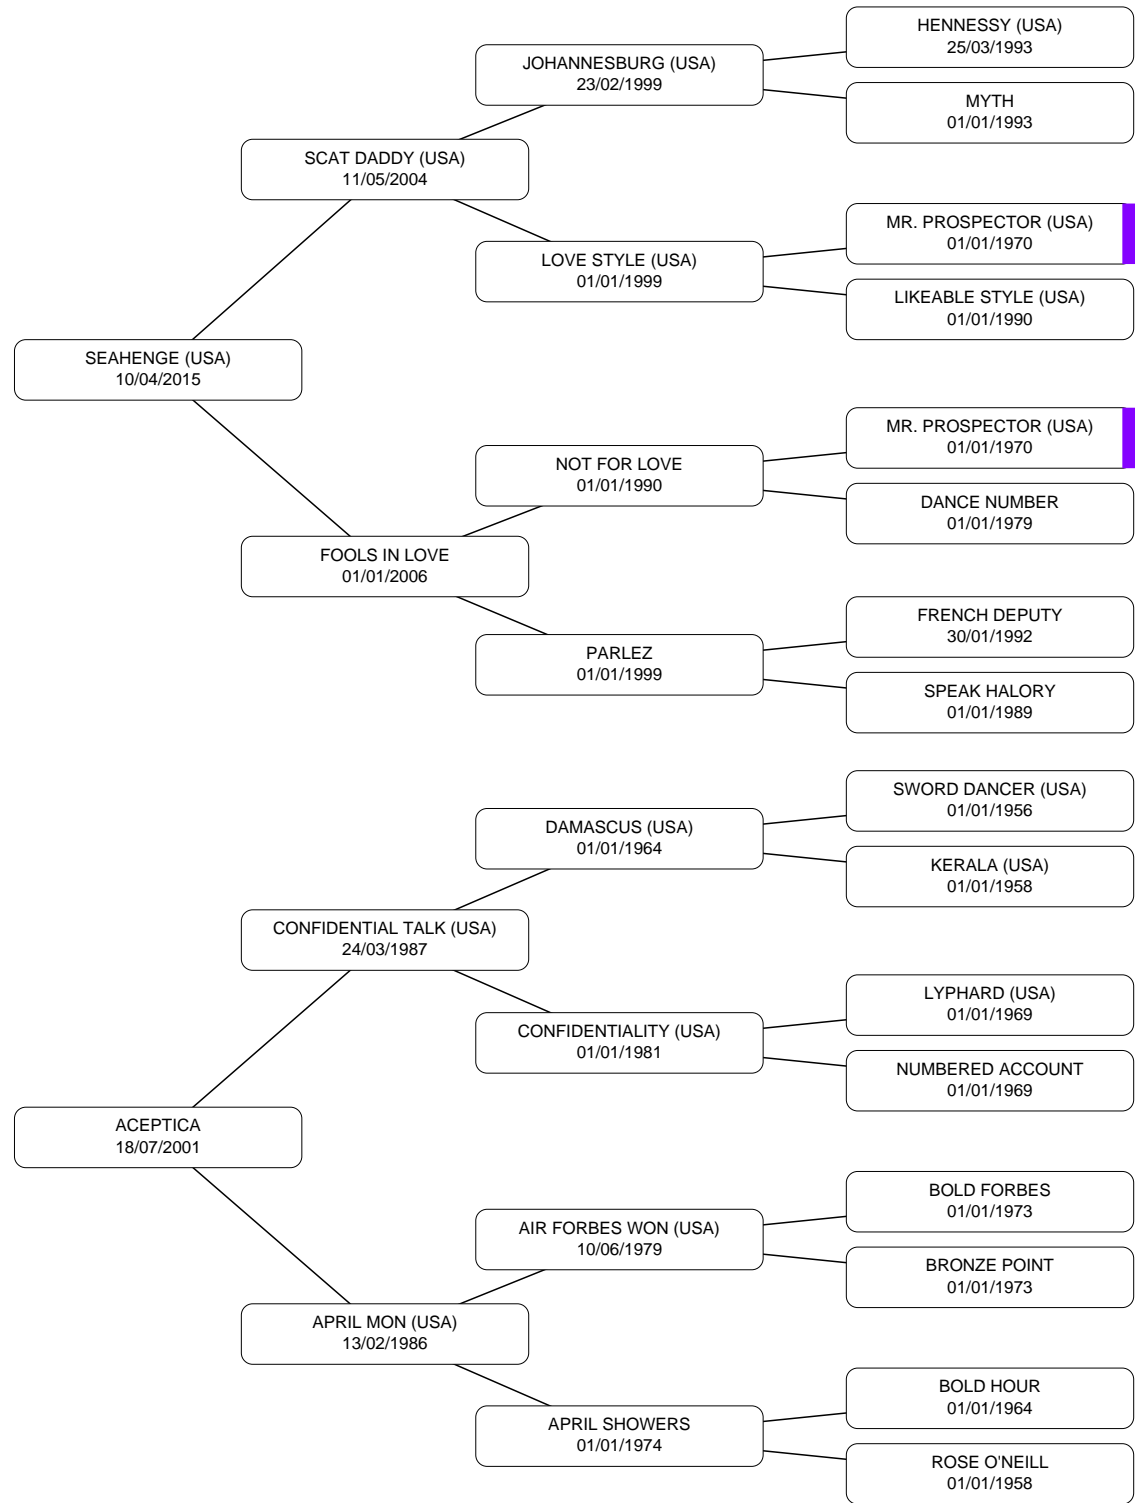 HENNESSY (USA)
25/03/1993
JOHANNESBURG (USA)
23/02/1999
MYTH
01/01/1993
SCAT DADDY (USA)
11/05/2004
MR. PROSPECTOR (USA)
01/01/1970
LOVE STYLE (USA)
01/01/1999
LIKEABLE STYLE (USA)
01/01/1990
SEAHENGE (USA)
10/04/2015
MR. PROSPECTOR (USA)
01/01/1970
NOT FOR LOVE
01/01/1990
DANCE NUMBER
01/01/1979
FOOLS IN LOVE
01/01/2006
FRENCH DEPUTY
30/01/1992
PARLEZ
01/01/1999
SPEAK HALORY
01/01/1989
SWORD DANCER (USA)
01/01/1956
DAMASCUS (USA)
01/01/1964
KERALA (USA)
01/01/1958
CONFIDENTIAL TALK (USA)
24/03/1987
LYPHARD (USA)
01/01/1969
CONFIDENTIALITY (USA)
01/01/1981
NUMBERED ACCOUNT
01/01/1969
ACEPTICA
18/07/2001
BOLD FORBES
01/01/1973
AIR FORBES WON (USA)
10/06/1979
BRONZE POINT
01/01/1973
APRIL MON (USA)
13/02/1986
BOLD HOUR
01/01/1964
APRIL SHOWERS
01/01/1974
ROSE O'NEILL
01/01/1958